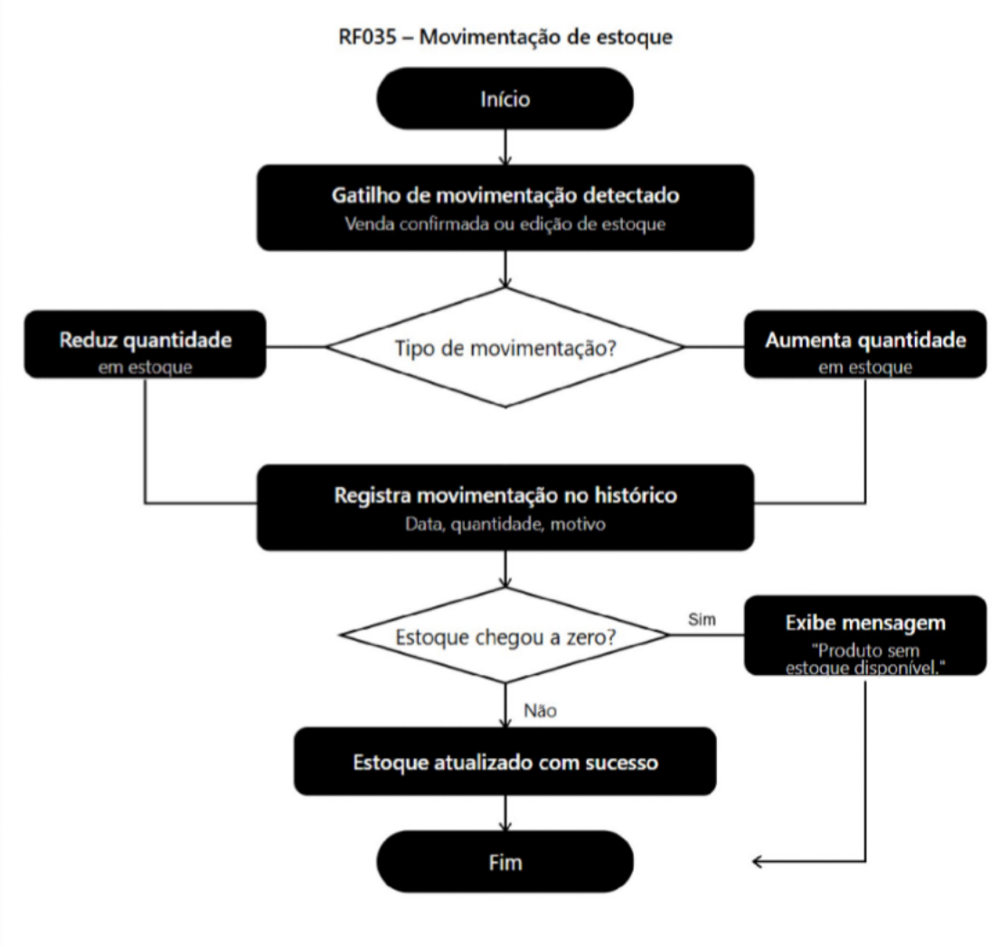 RF035 – Movimentação de estoque
Início
Gatilho de movimentação detectado
Venda confirmada ou edição de estoque
Reduz quantidade
em estoque
Tipo de movimentação?
Aumenta quantidade
em estoque
Registra movimentação no histórico
Data, quantidade, motivo
Estoque chegou a zero?
Sim
Exibe mensagem
"Produto sem
estoque disponível."
Não
Estoque atualizado com sucesso
Fim